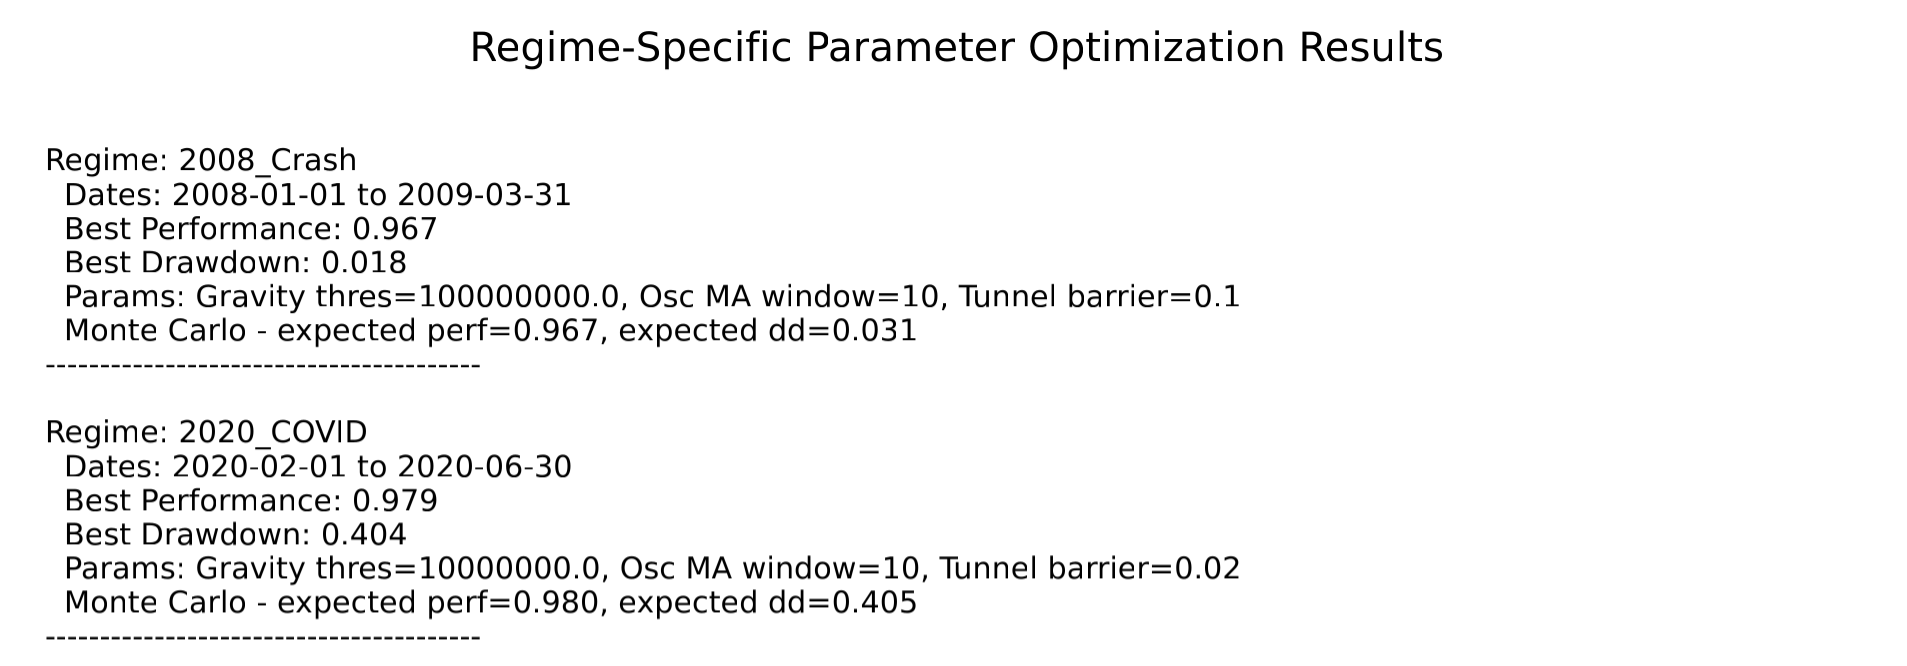 Regime-Specific Parameter Optimization Results
Regime: 2008_Crash
Dates: 2008-01-01 to 2009-03-31
Best Performance: 0.967
Best Drawdown: 0.018
Params: Gravity thres=100000000.0, Osc MA window=10, Tunnel barrier=0.1
Monte Carlo - expected perf=0.967, expected dd=0.031
----------------------------------------
Regime: 2020_COVID
Dates: 2020-02-01 to 2020-06-30
Best Performance: 0.979
Best Drawdown: 0.404
Params: Gravity thres=10000000.0, Osc MA window=10, Tunnel barrier=0.02
Monte Carlo - expected perf=0.980, expected dd=0.405
----------------------------------------